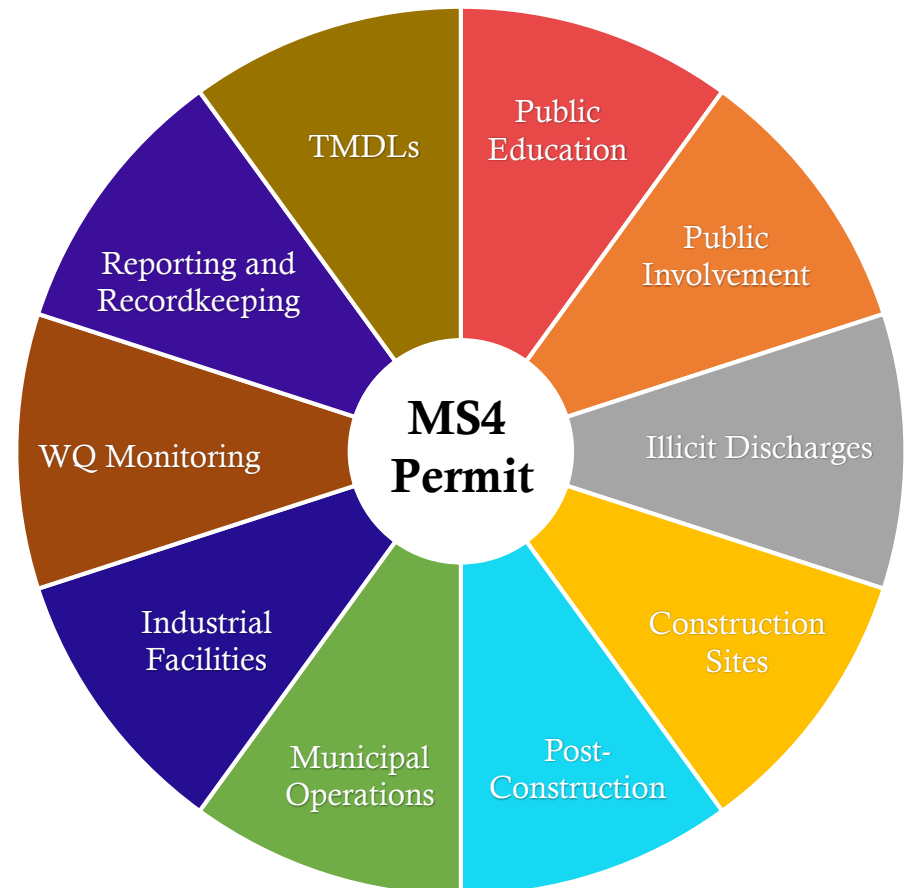 MS4
Permit
Public
Education
Public
Involvement
Illicit Discharges
Construction
Sites
Post-
Construction
Municipal
Operations
Industrial
Facilities
WQ Monitoring
Reporting and
Recordkeeping
TMDLs